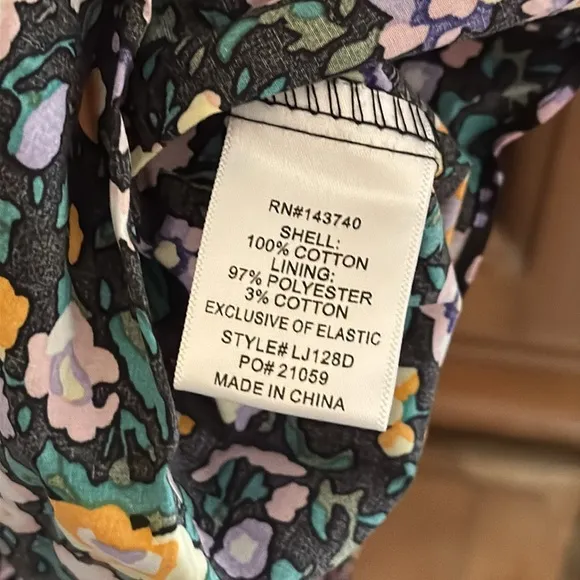 RN#143740
SHELL:
100% COTTON
LINING:
97% POLYESTER
3% COTTON
EXCLUSIVE OF ELASTIC
STYLE# LJ128D
PO# 21059
MADE IN CHINA